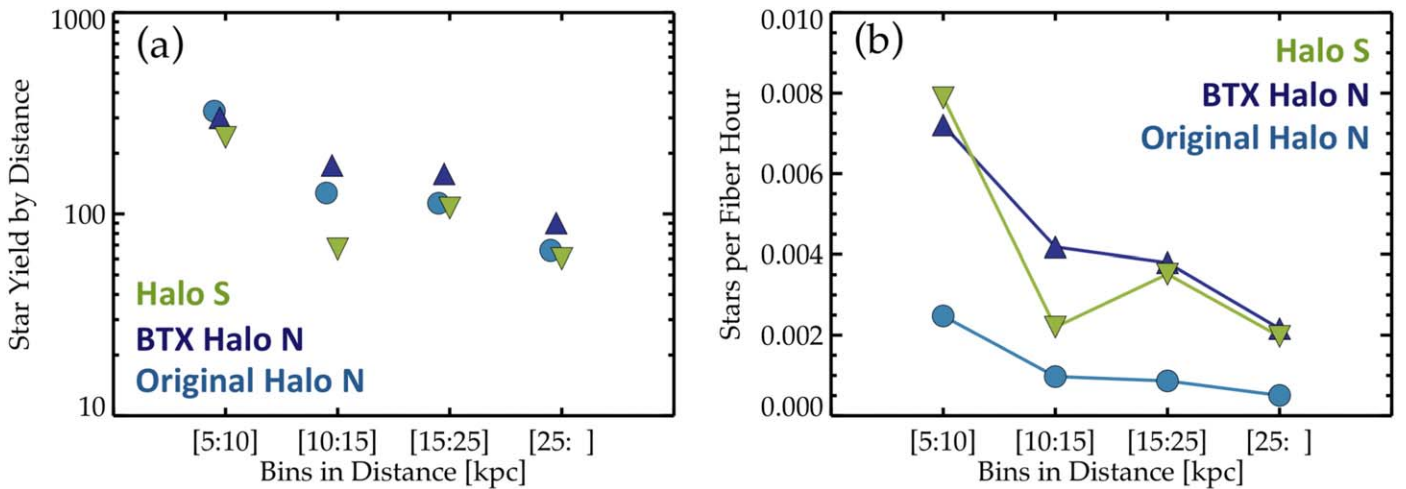 (a)
Star Yield by Distance
1000
100
10
Halo S
BTX Halo N
Original Halo N
[5:10] [10:15] [15:25] [25: ]
Bins in Distance [kpc]
(b)
Stars per Fiber Hour
0.010
0.008
0.006
0.004
0.002
0.000
Halo S
BTX Halo N
Original Halo N
[5:10] [10:15] [15:25] [25: ]
Bins in Distance [kpc]